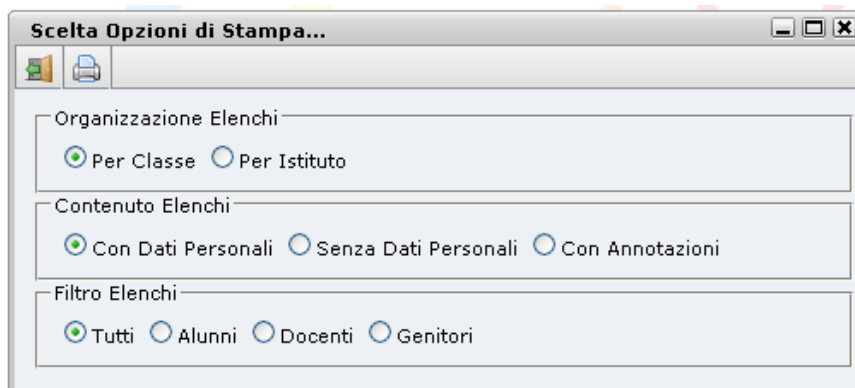 Scelta Opzioni di Stampa...
Organizzazione Elenchi
Per Classe Per Istituto
Contenuto Elenchi
Con Dati Personali Senza Dati Personali Con Annotazioni
Filtro Elenchi
Tutti Alunni Docenti Genitori